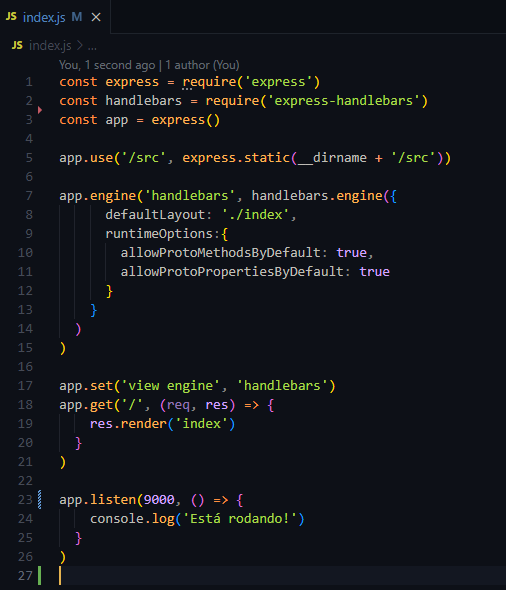 JS index.js M ×
JS index.js > ...
You, 1 second ago | 1 author (You)
1 const express = require('express')
2 const handlebars = require('express-handlebars')
3 const app = express()
4
5 app.use('/src', express.static(__dirname + '/src'))
6
7 app.engine('handlebars', handlebars.engine({
8       defaultLayout: './index',
9       runtimeOptions:{
10         allowProtoMethodsByDefault: true,
11         allowProtoPropertiesByDefault: true
12       }
13     }
14   )
15 )
16
17 app.set('view engine', 'handlebars')
18 app.get('/', (req, res) => {
19     res.render('index')
20   }
21 )
22
23 app.listen(9000, () => {
24     console.log('Está rodando!')
25   }
26 )
27